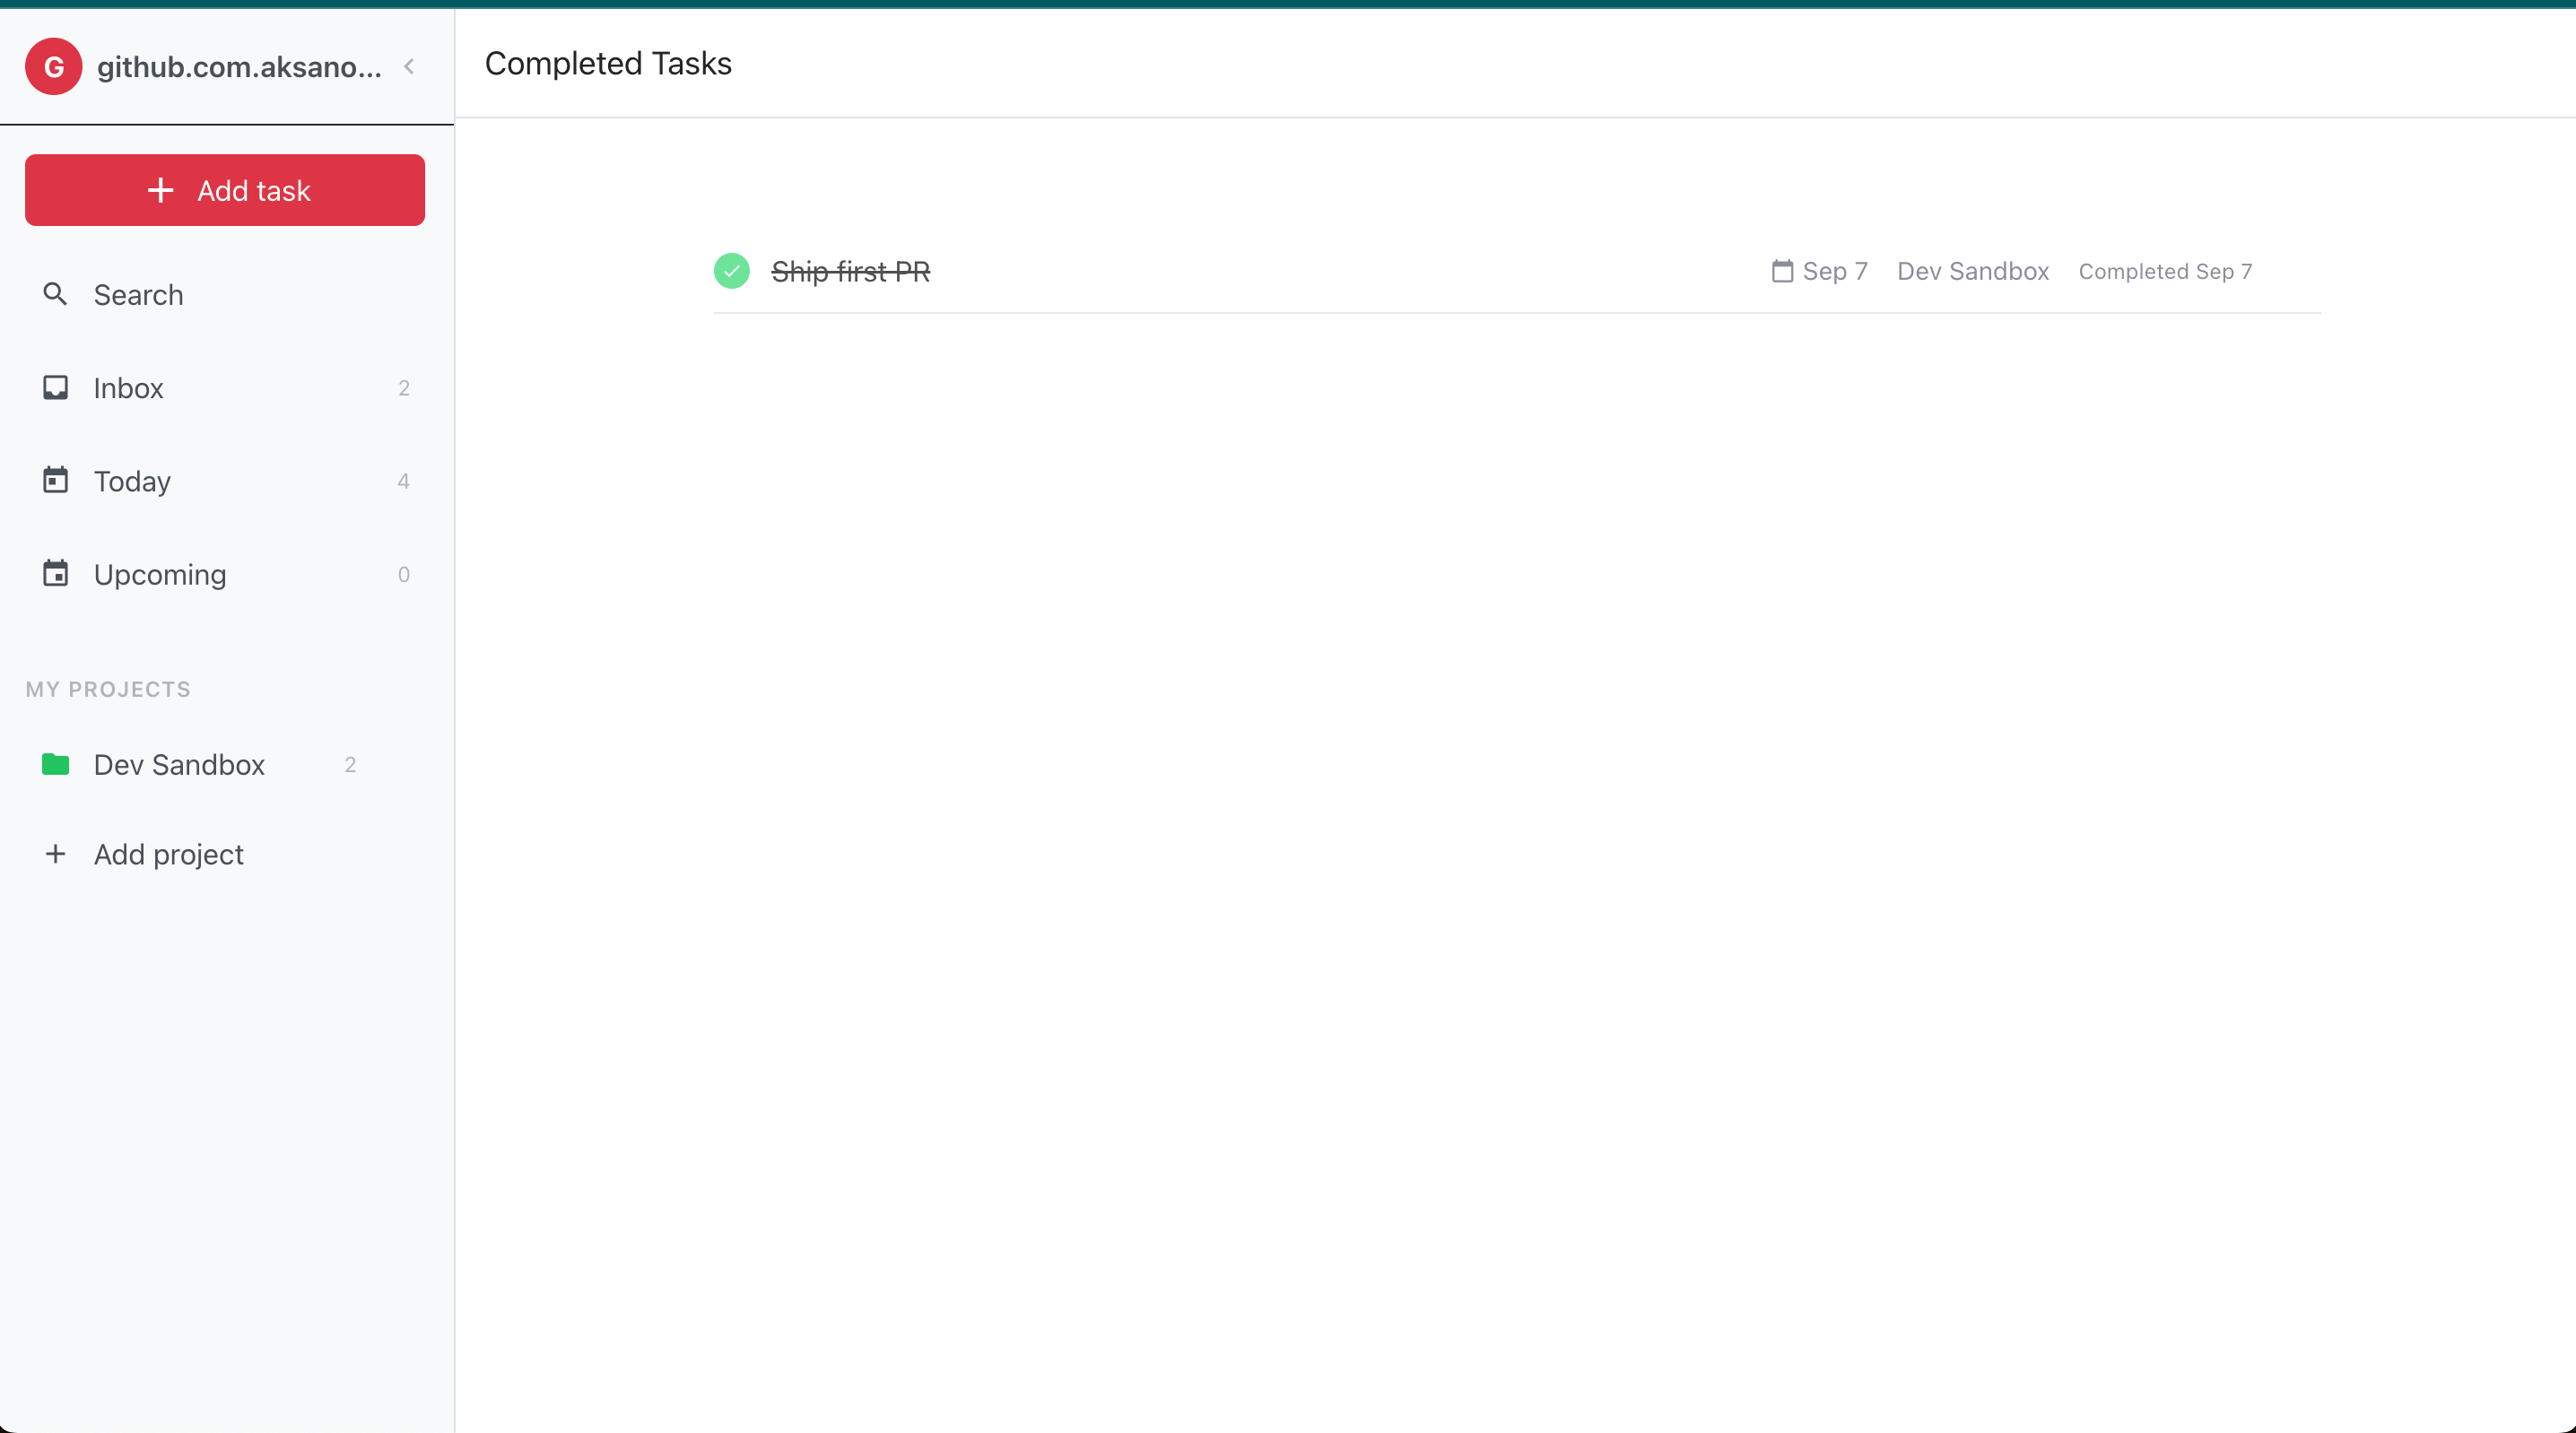 G github.com.aksano...
Add task
Search
Inbox 2
Today 4
Upcoming 0
MY PROJECTS
Dev Sandbox 2
Add project
Completed Tasks
Ship first PR Sep 7 Dev Sandbox Completed Sep 7